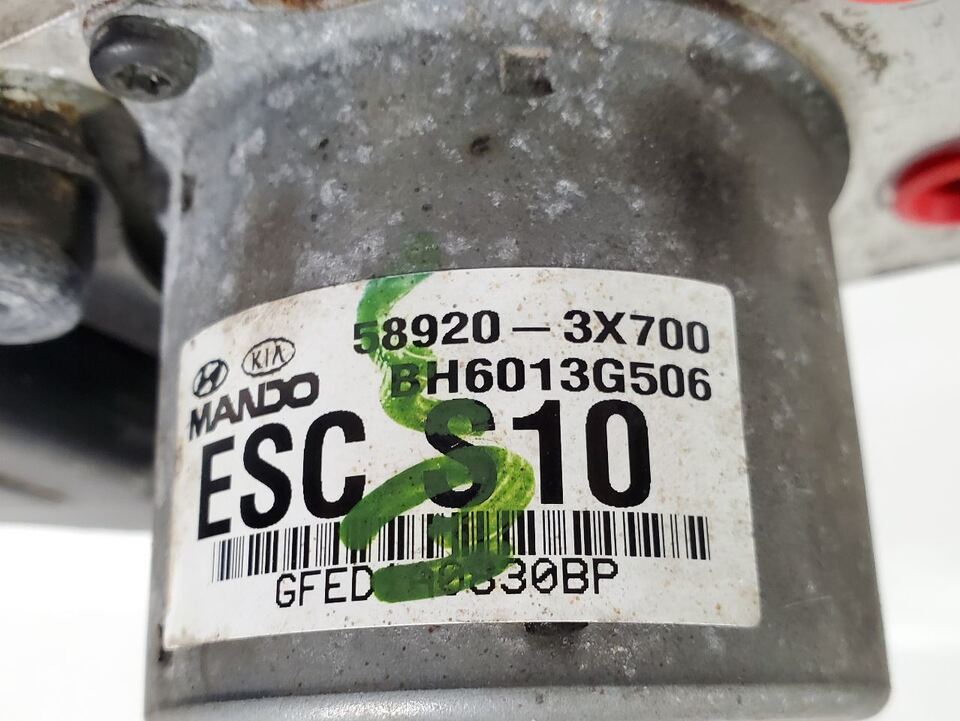 58920-3X700
KIA
BH6013G506
MANDO
ESC S10